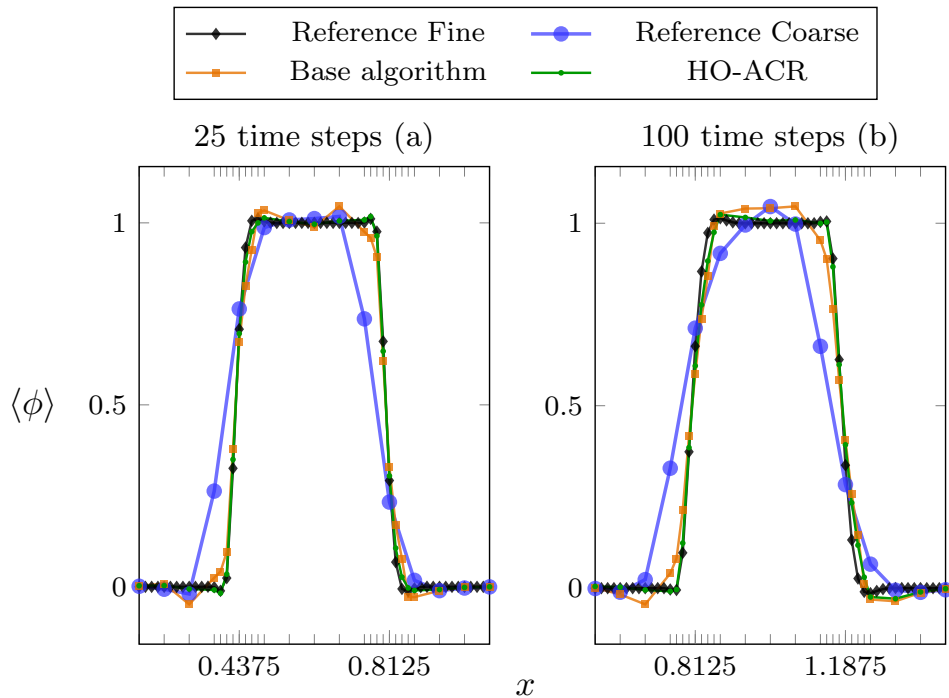 Reference Fine Reference Coarse
Base algorithm HO-ACR
25 time steps (a) 100 time steps (b)
1 1
0.5 0.5
⟨ϕ⟩
0 0
0.4375 0.8125 0.8125 1.1875
x